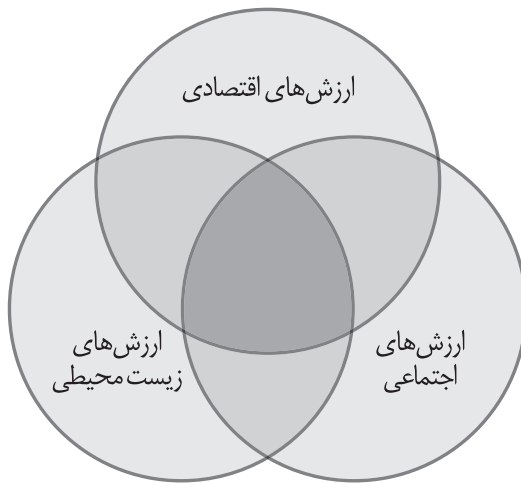 ارزش‌های اقتصادی
ارزش‌های
اجتماعی
ارزش‌های
زیست محیطی